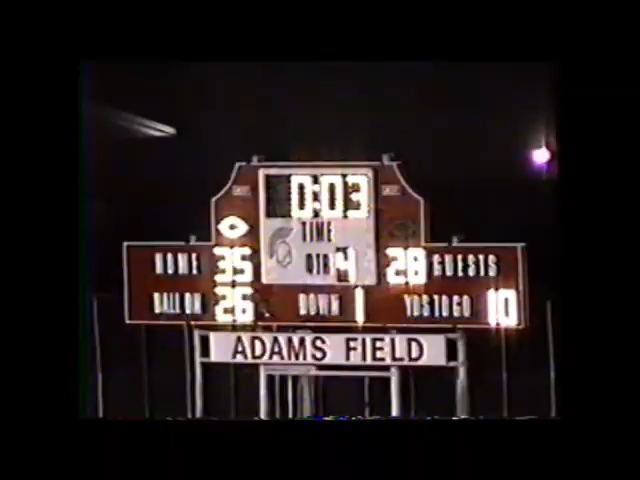 0:03
TIME
HOME 35 QTR 4 28 GUESTS
BALL ON 26 DOWN 1 YDS TO GO 10
ADAMS FIELD